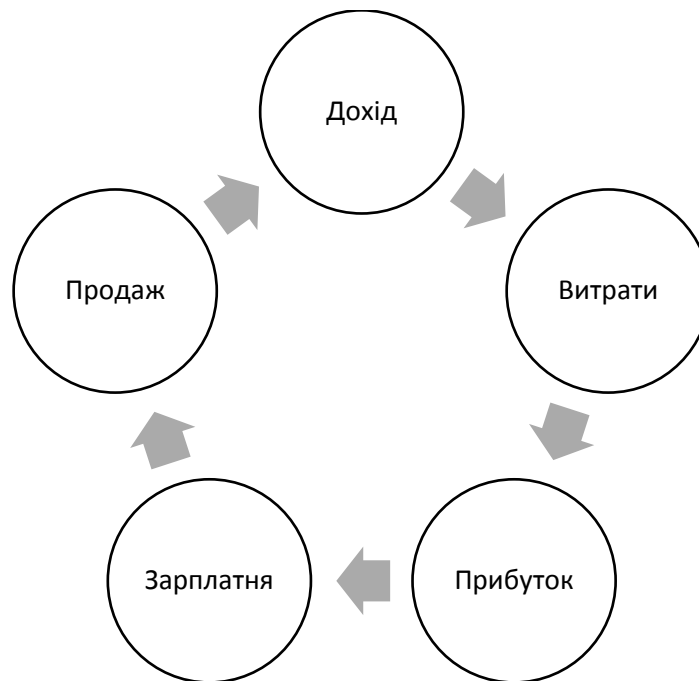 Дохід
Витрати
Прибуток
Зарплатня
Продаж